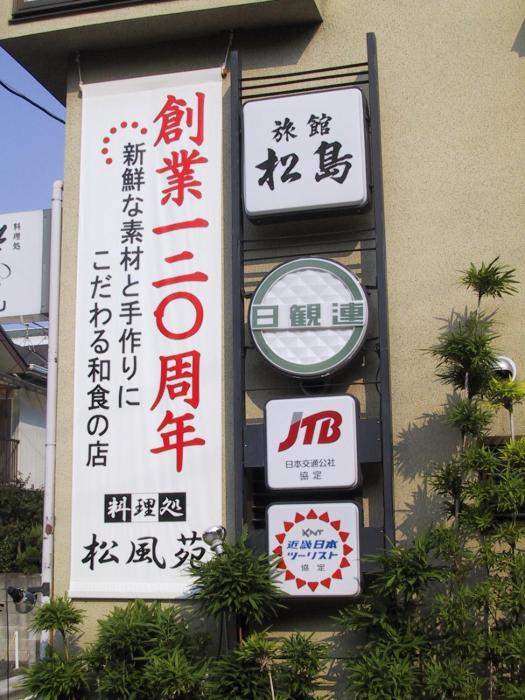 創業一二〇周年
新鮮な素材と手作りに
こだわる和食の店
料理処
松風苑
旅館
松島
日観連
JTB
日本交通公社
協定
KNT
近畿日本
ツーリスト
協定
料理処